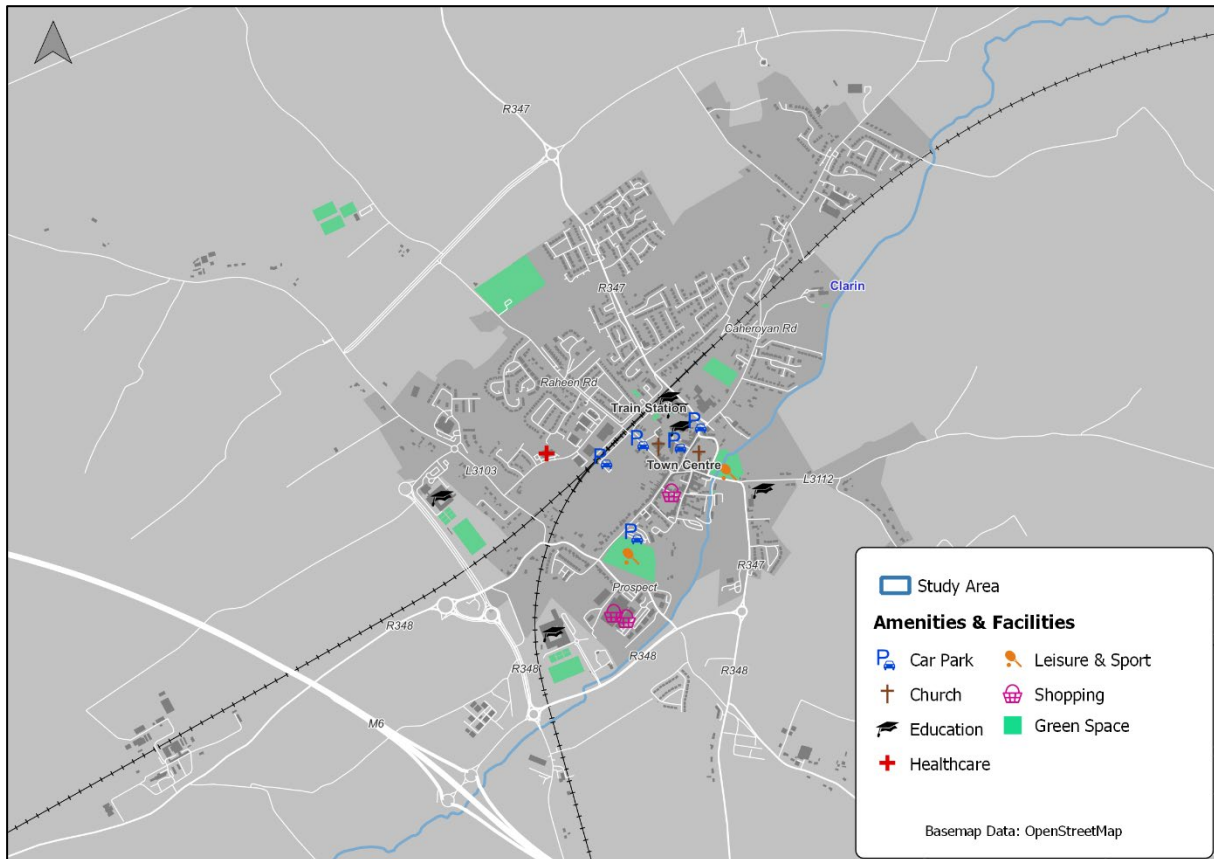 R347
R347
Clarin
Caheroyan Rd
Raheen Rd
Train Station
P
P
P
P
Town Centre
L3103
L3112
P
R347
Prospect
R348
R348
R348
R348
M6
Study Area
Amenities & Facilities
P Car Park
Leisure & Sport
Church
Shopping
Education
Green Space
Healthcare
Basemap Data: OpenStreetMap